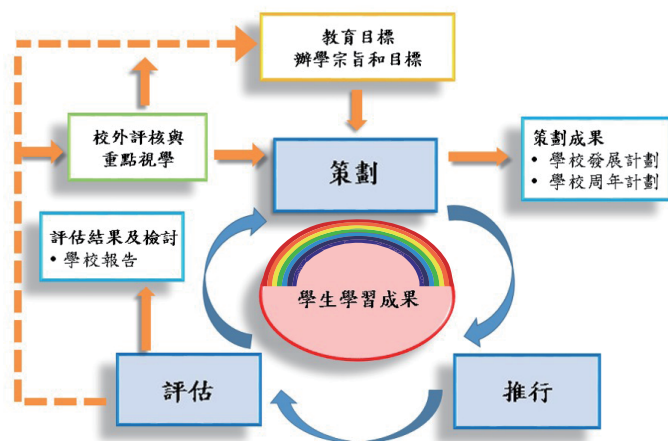 教育目標
辦學宗旨和目標
校外評核與
重點視學
策劃
策劃成果
• 學校發展計劃
• 學校周年計劃
評估結果及檢討
• 學校報告
學生學習成果
評估
推行